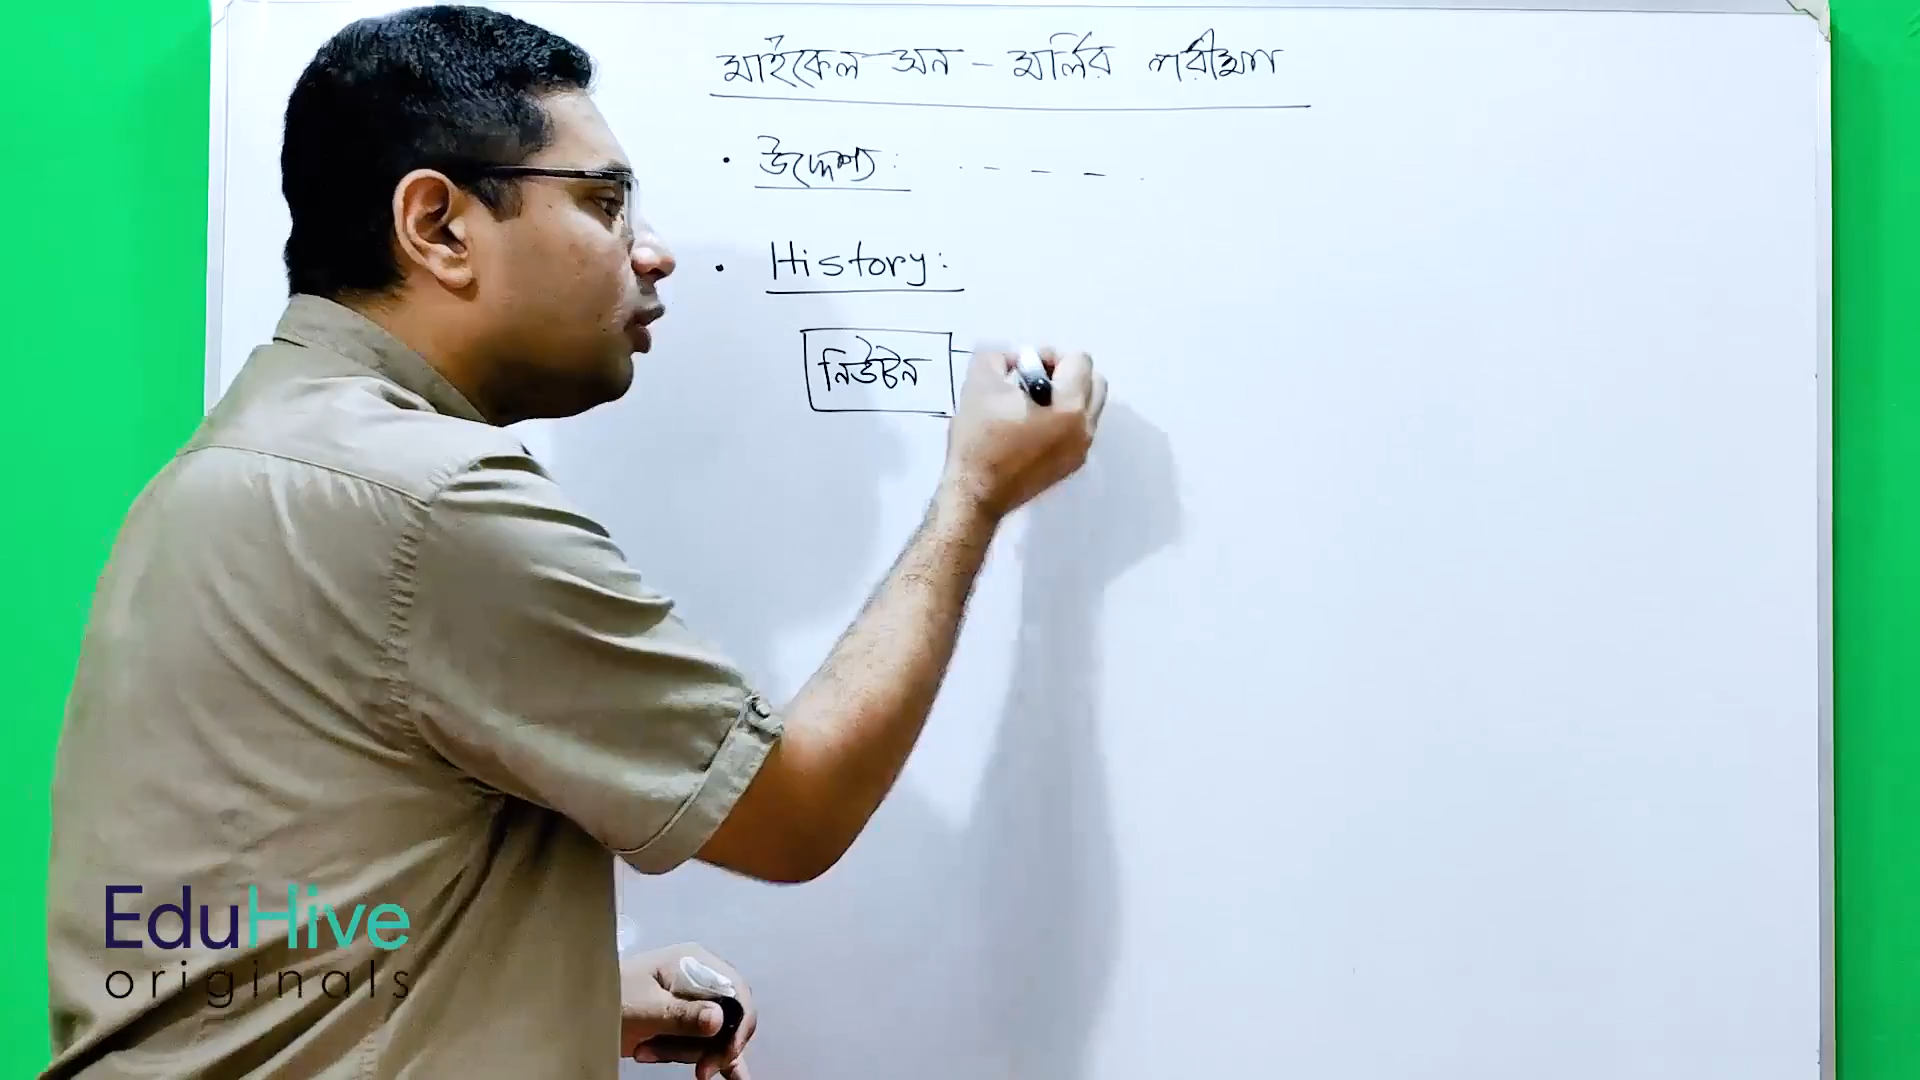 মাইকেলসন - মর্লির পরীক্ষা
• উদ্দেশ্য: . - - - .
• History:
নিউটন
EduHive
originals